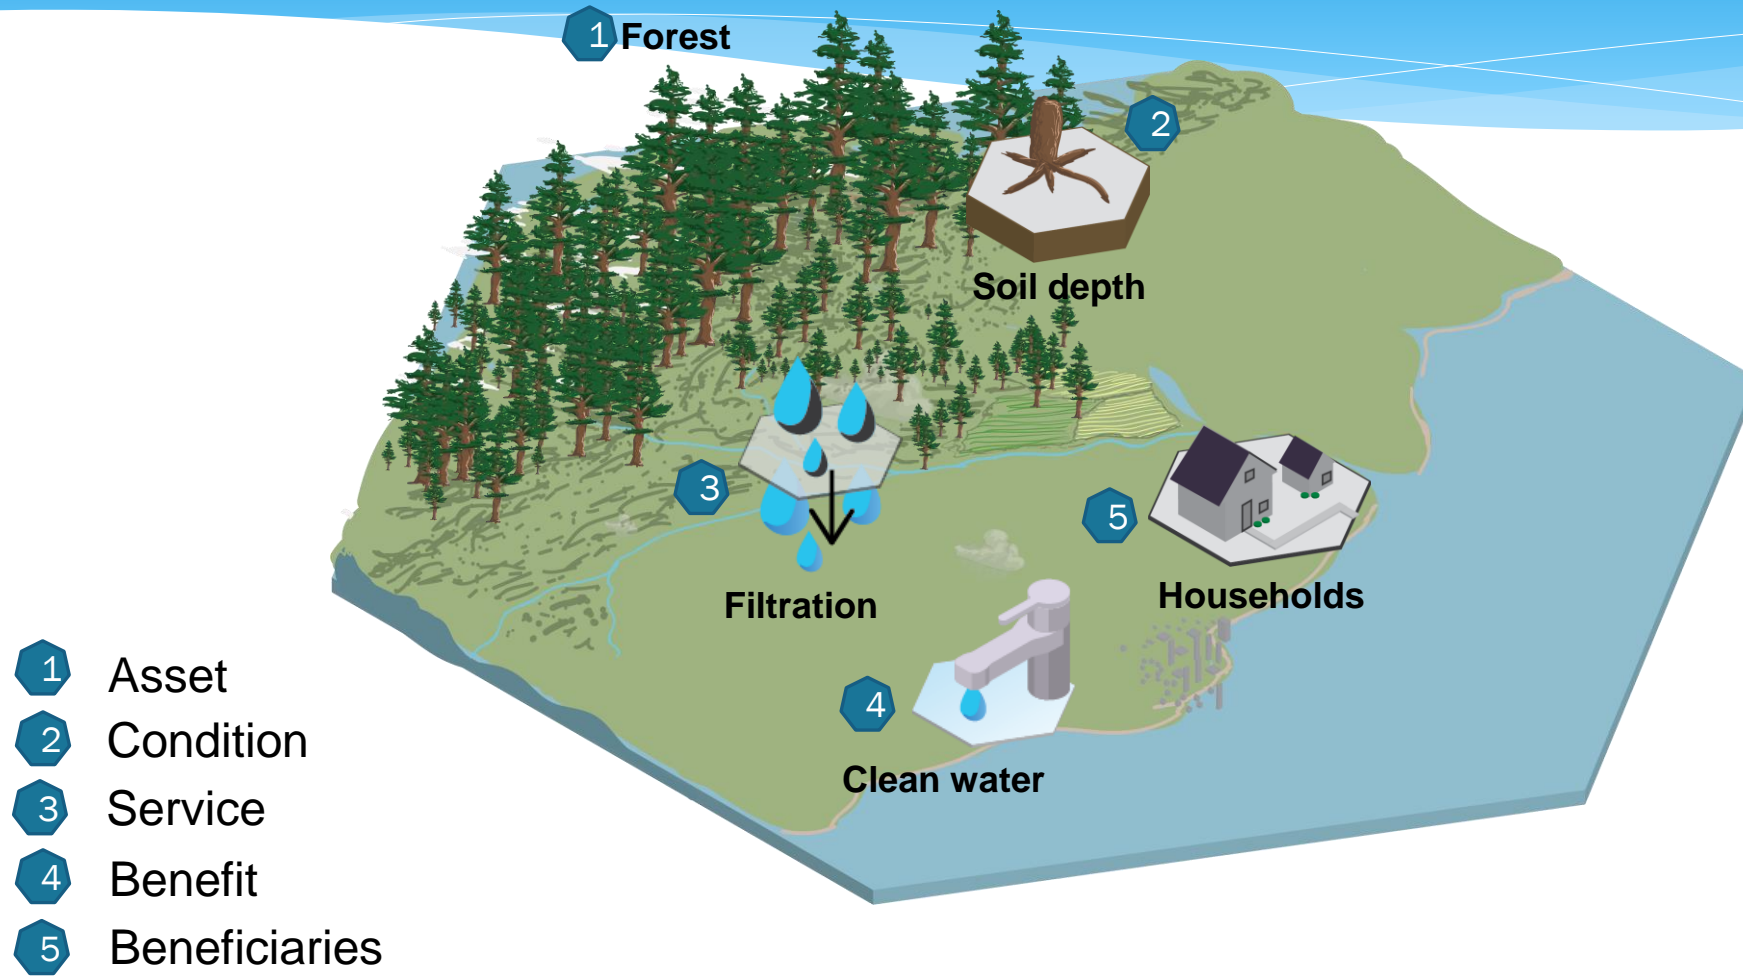 1 Forest
2
Soil depth
3
Filtration
5
Households
4
Clean water
1 Asset
2 Condition
3 Service
4 Benefit
5 Beneficiaries